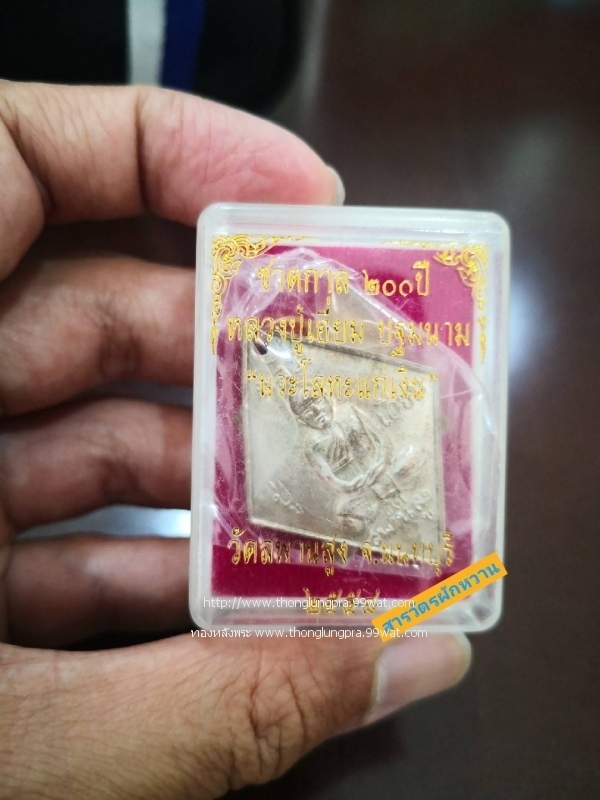 ชาตกาล ๒๐๐ปี
หลวงปู่เอี่ยม ปฐมนาม
"นวะโลหะแก่เงิน"
วัดสพานสูง จ.นนทบุรี
สารวัตรผักหวาน
http://www.thonglungpra.99wat.com
ทองหลังพระ www.thonglungpra.99wat.com